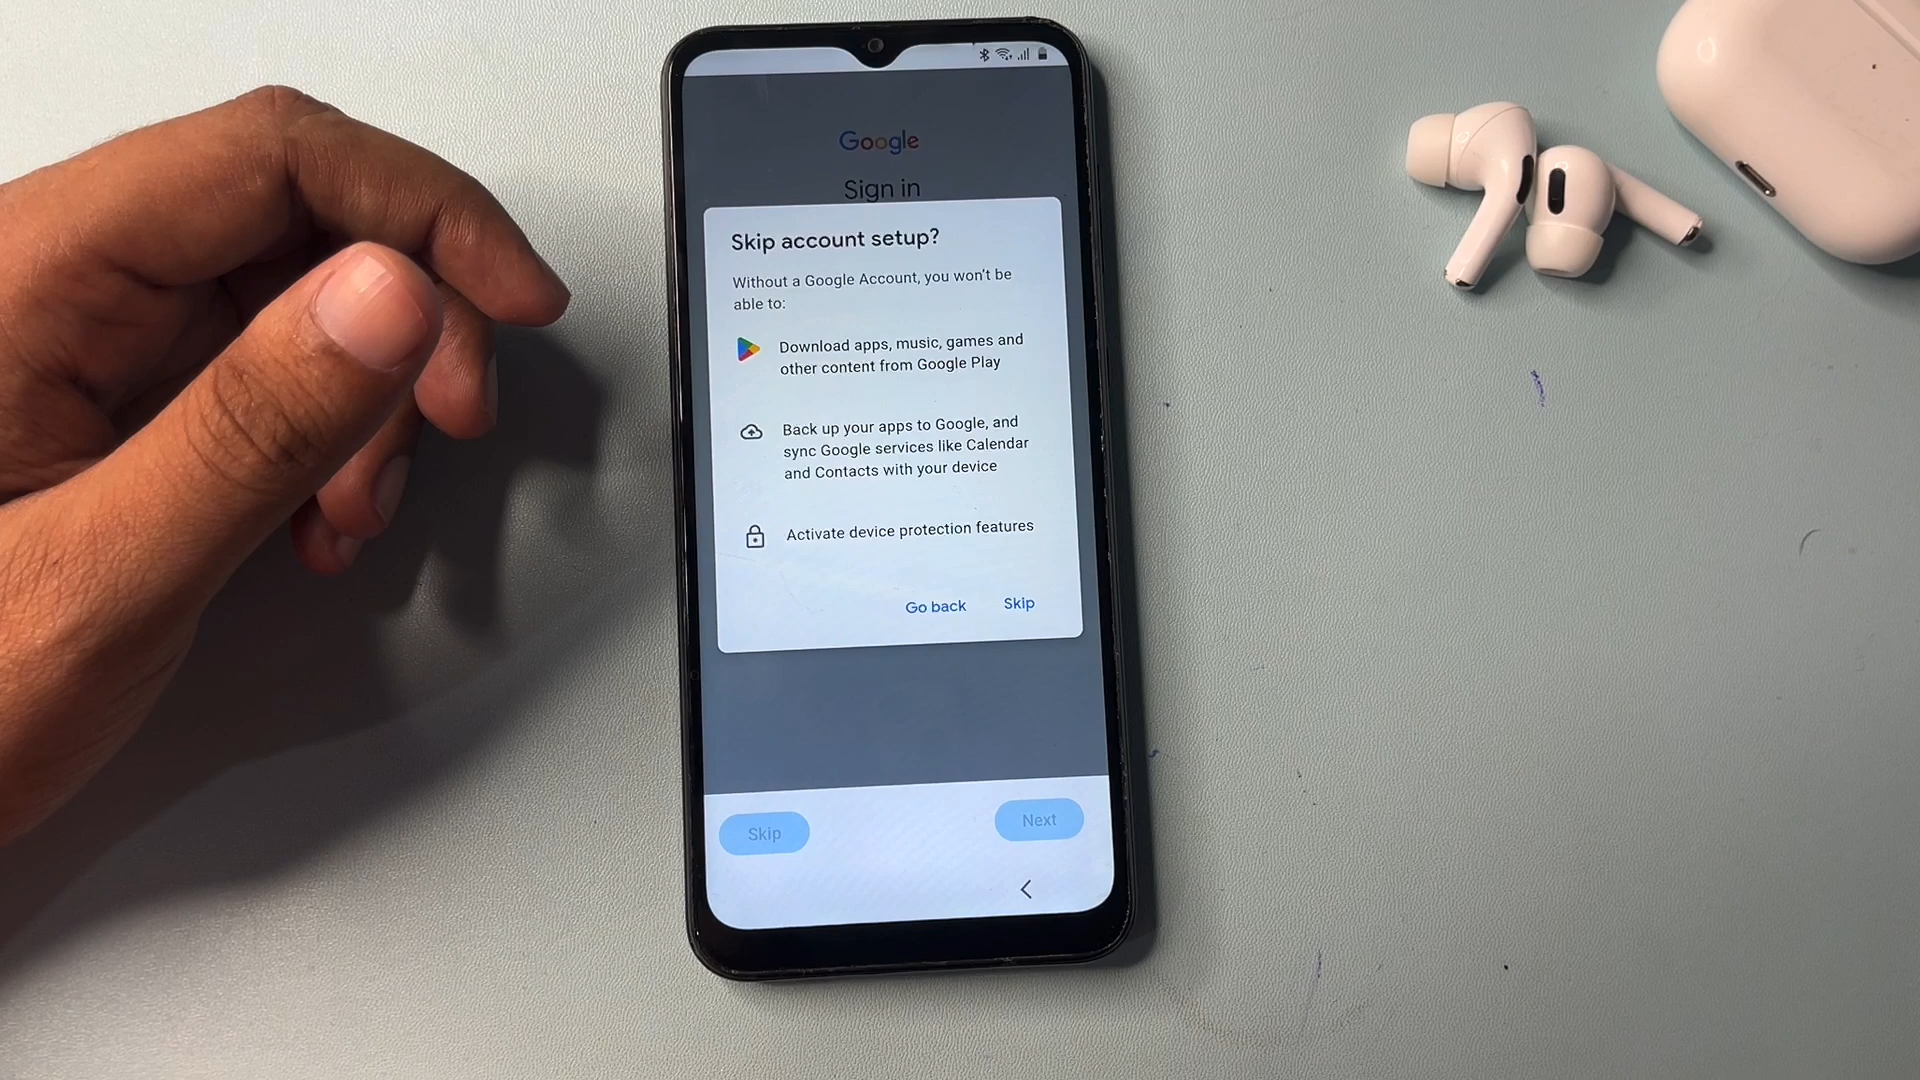 Google
Sign in
Skip account setup?
Without a Google Account, you won't be
able to:
Download apps, music, games and
other content from Google Play
Back up your apps to Google, and
sync Google services like Calendar
and Contacts with your device
Activate device protection features
Go back Skip
Skip Next